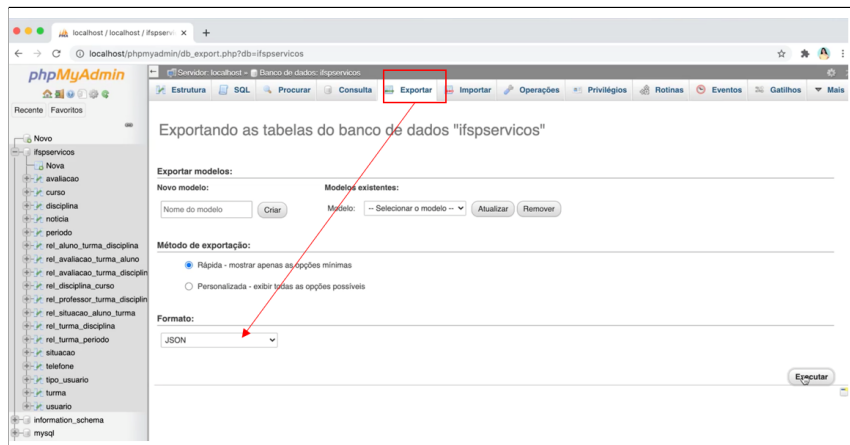 localhost / localhost / ifspservi
localhost/phpmyadmin/db_export.php?db=ifspservicos
phpMyAdmin
Recente Favoritos
Novo
ifspservicos
Nova
avaliacao
curso
disciplina
noticia
periodo
rel_aluno_turma_disciplina
rel_avaliacao_turma_aluno
rel_avaliacao_turma_disciplin
rel_disciplina_curso
rel_professor_turma_disciplin
rel_situacao_aluno_turma
rel_turma_disciplina
rel_turma_periodo
situacao
telefone
tipo_usuario
turma
usuario
information_schema
mysql
Servidor: localhost » Banco de dados: ifspservicos
Estrutura SQL Procurar Consulta Exportar Importar Operações Privilégios Rotinas Eventos Gatilhos Mais
Exportando as tabelas do banco de dados "ifspservicos"
Exportar modelos:
Novo modelo: Modelos existentes:
Nome do modelo Criar Modelo: -- Selecionar o modelo -- Atualizar Remover
Método de exportação:
Rápida - mostrar apenas as opções mínimas
Personalizada - exibir todas as opções possíveis
Formato:
JSON
Executar